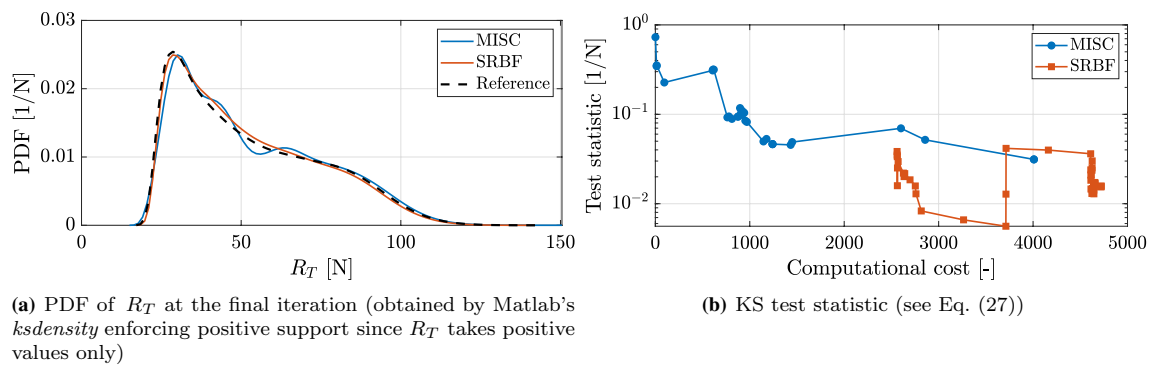 0.03
0.02
0.01
0
PDF [1/N]
0
50
100
150
R_T [N]
MISC
SRBF
Reference
10^0
10^{-1}
10^{-2}
Test statistic [1/N]
0
1000
2000
3000
4000
5000
Computational cost [-]
MISC
SRBF
(a) PDF of R_T at the final iteration (obtained by Matlab's
ksdensity enforcing positive support since R_T takes positive
values only)
(b) KS test statistic (see Eq. (27))